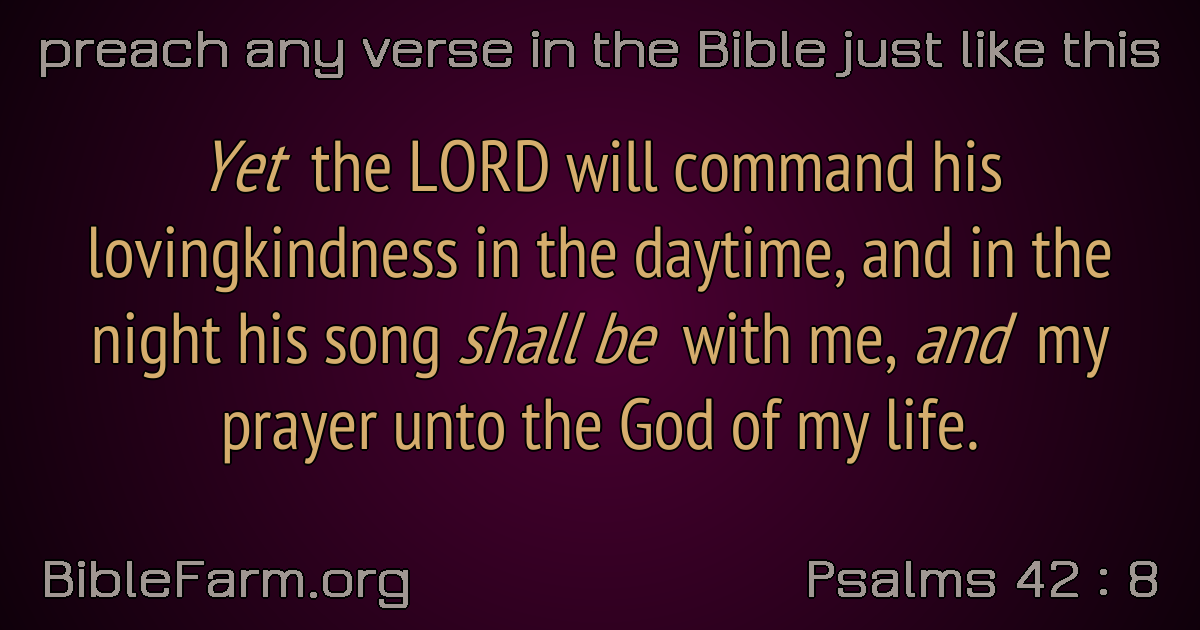 preach any verse in the Bible just like this
Yet the LORD will command his
lovingkindness in the daytime, and in the
night his song shall be with me, and my
prayer unto the God of my life.
BibleFarm.org
Psalms 42 : 8